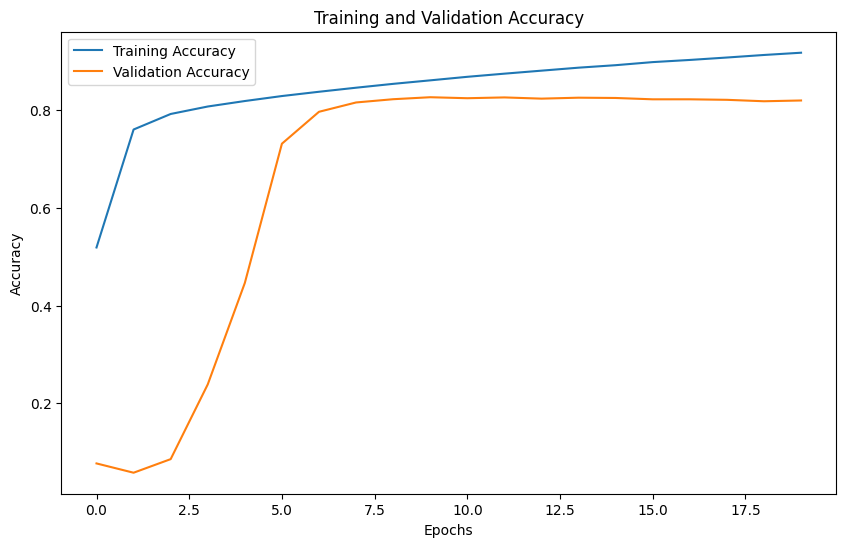 Training and Validation Accuracy
Training Accuracy
Validation Accuracy
Accuracy
0.8
0.6
0.4
0.2
0.0
2.5
5.0
7.5
10.0
12.5
15.0
17.5
Epochs